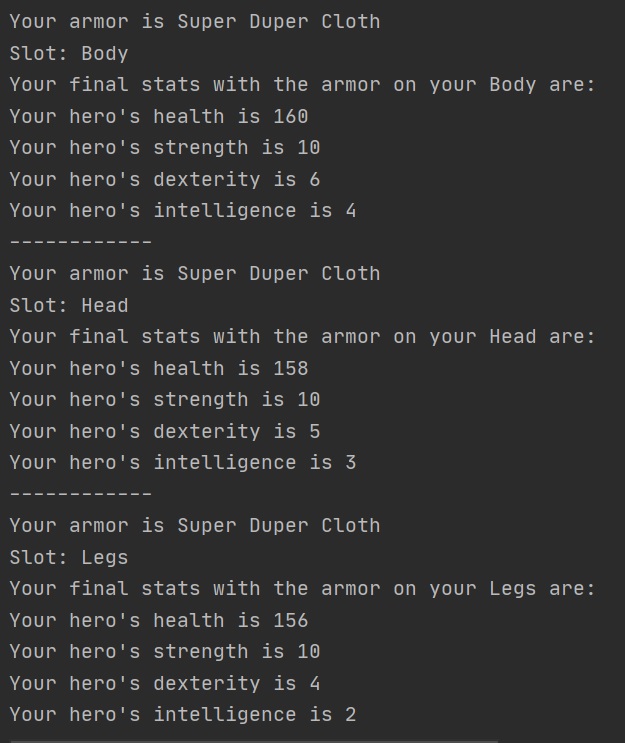 Your armor is Super Duper Cloth
Slot: Body
Your final stats with the armor on your Body are:
Your hero's health is 160
Your hero's strength is 10
Your hero's dexterity is 6
Your hero's intelligence is 4
------------
Your armor is Super Duper Cloth
Slot: Head
Your final stats with the armor on your Head are:
Your hero's health is 158
Your hero's strength is 10
Your hero's dexterity is 5
Your hero's intelligence is 3
------------
Your armor is Super Duper Cloth
Slot: Legs
Your final stats with the armor on your Legs are:
Your hero's health is 156
Your hero's strength is 10
Your hero's dexterity is 4
Your hero's intelligence is 2